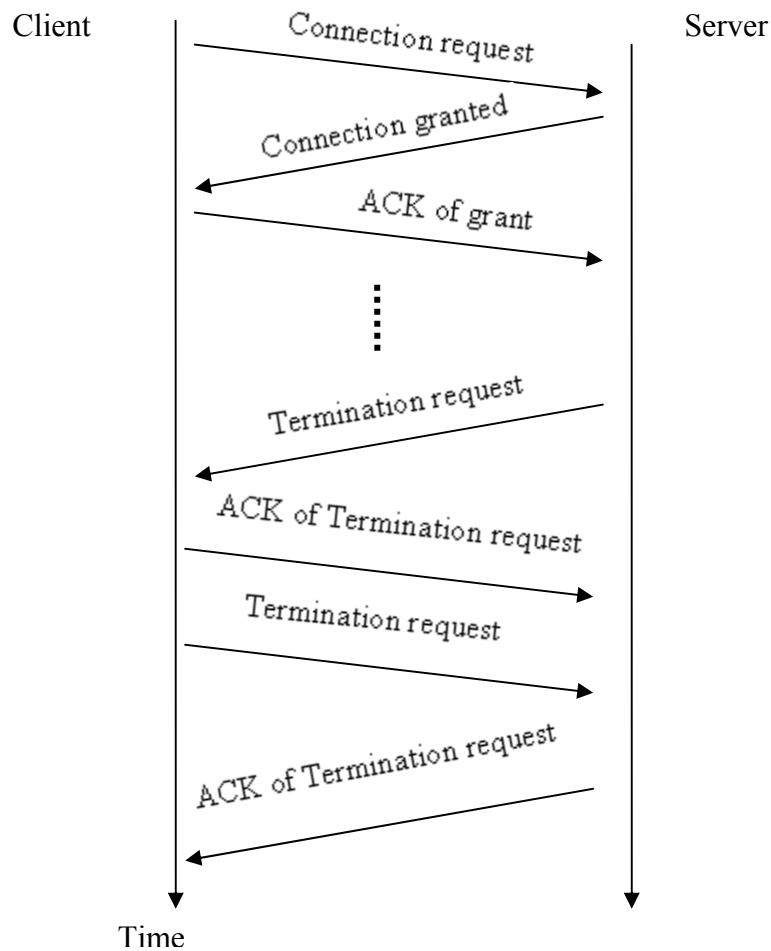 Client
Server
Connection request
Connection granted
ACK of grant
Termination request
ACK of Termination request
Termination request
ACK of Termination request
Time